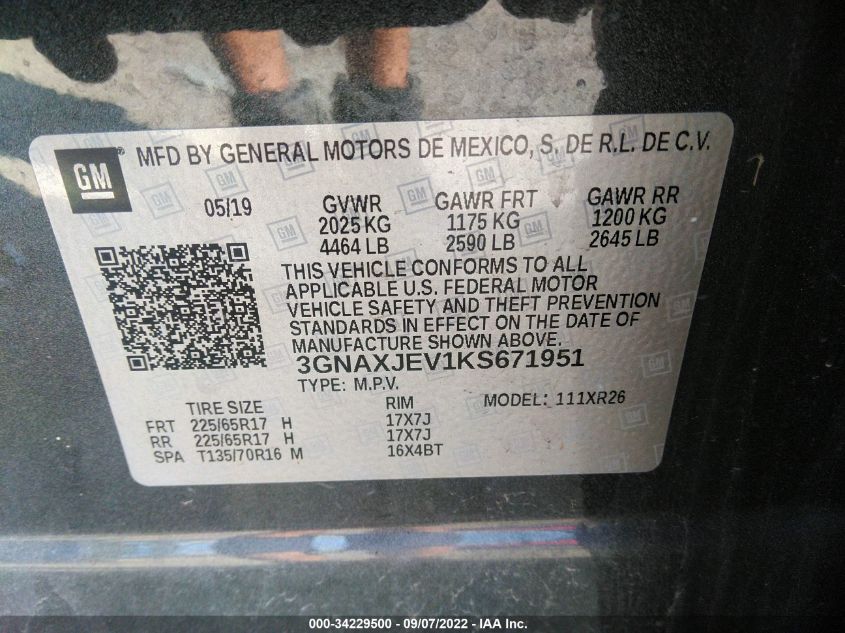 GM
MFD BY GENERAL MOTORS DE MEXICO, S. DE R.L. DE C.V.
05/19 GVWR GAWR FRT GAWR RR
2025 KG 1175 KG 1200 KG
4464 LB 2590 LB 2645 LB
THIS VEHICLE CONFORMS TO ALL
APPLICABLE U.S. FEDERAL MOTOR
VEHICLE SAFETY AND THEFT PREVENTION
STANDARDS IN EFFECT ON THE DATE OF
MANUFACTURE SHOWN ABOVE.
3GNAXJEV1KS671951
TYPE: M.P.V.
TIRE SIZE RIM MODEL: 111XR26
FRT 225/65R17 H 17X7J
RR 225/65R17 H 17X7J
SPA T135/70R16 M 16X4BT
000-34229500 - 09/07/2022 - IAA Inc.